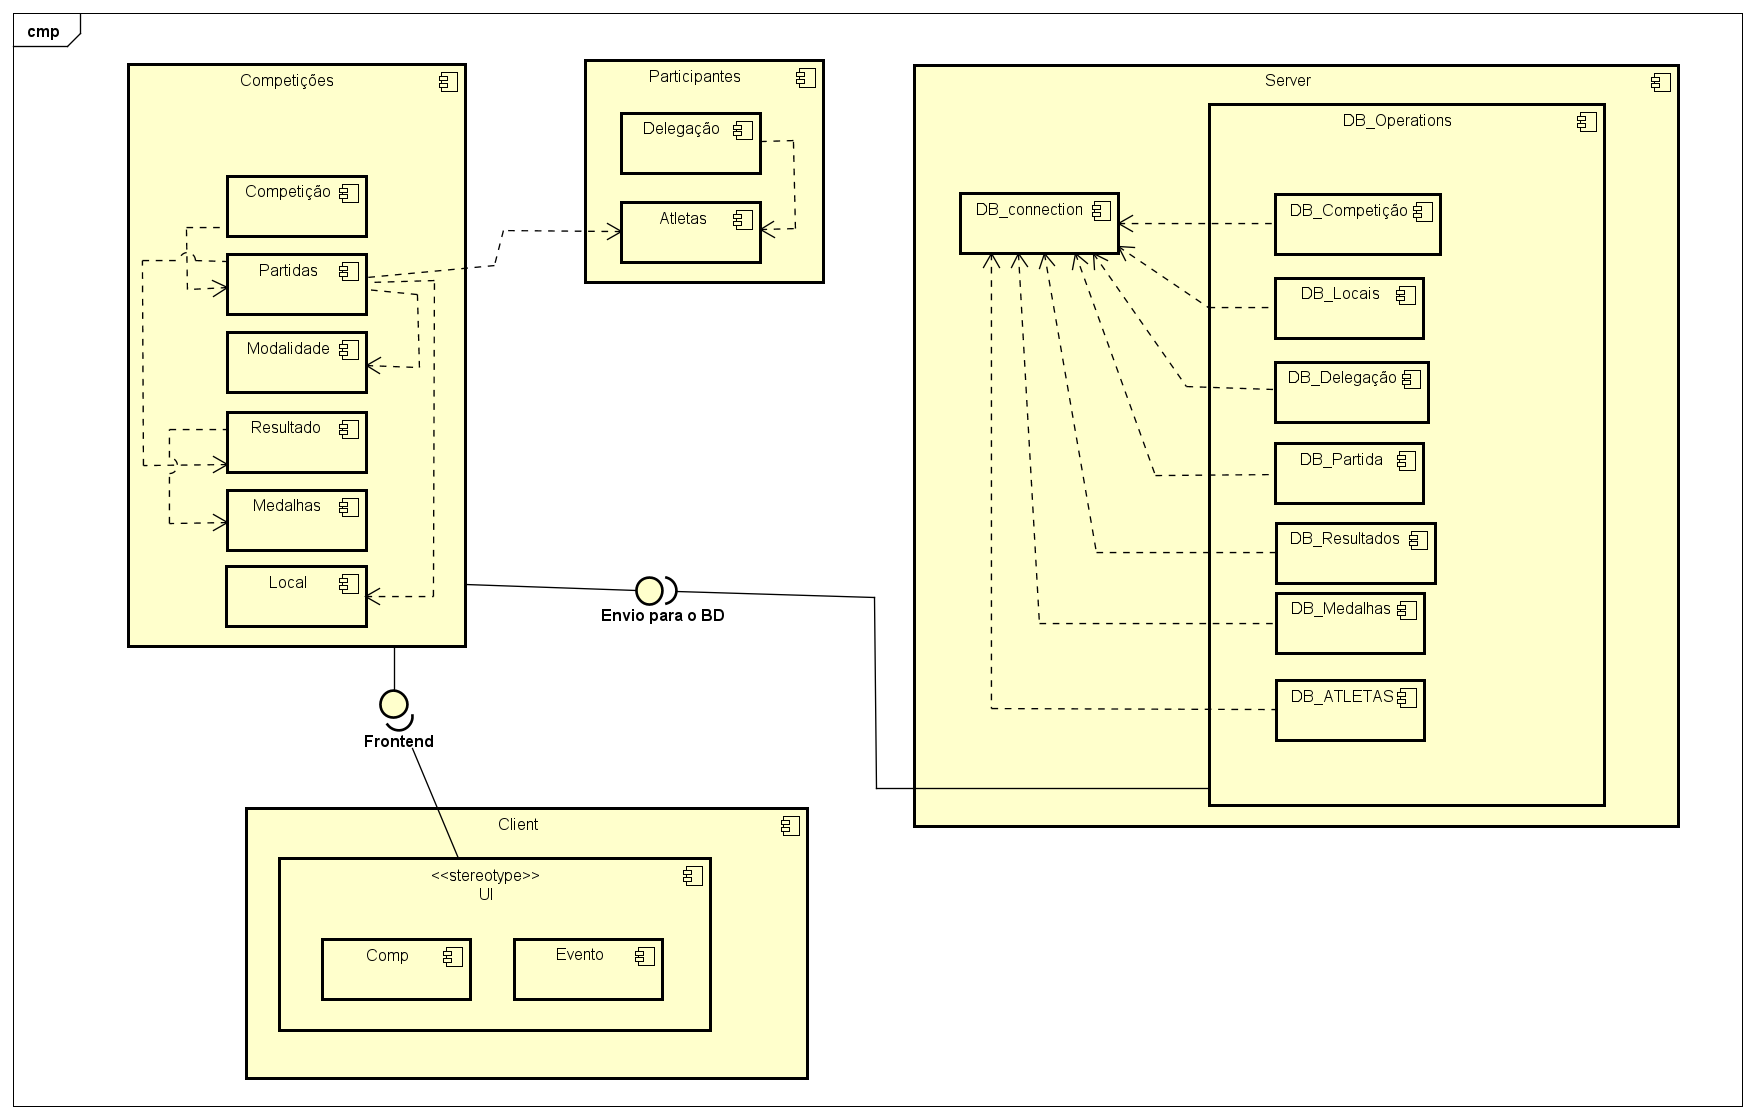 cmp
Competições
Competição
Partidas
Modalidade
Resultado
Medalhas
Local
Participantes
Delegação
Atletas
Server
DB_Operations
DB_connection
DB_Competição
DB_Locais
DB_Delegação
DB_Partida
DB_Resultados
DB_Medalhas
DB_ATLETAS
Envio para o BD
Frontend
Client
<<stereotype>>
UI
Comp
Evento